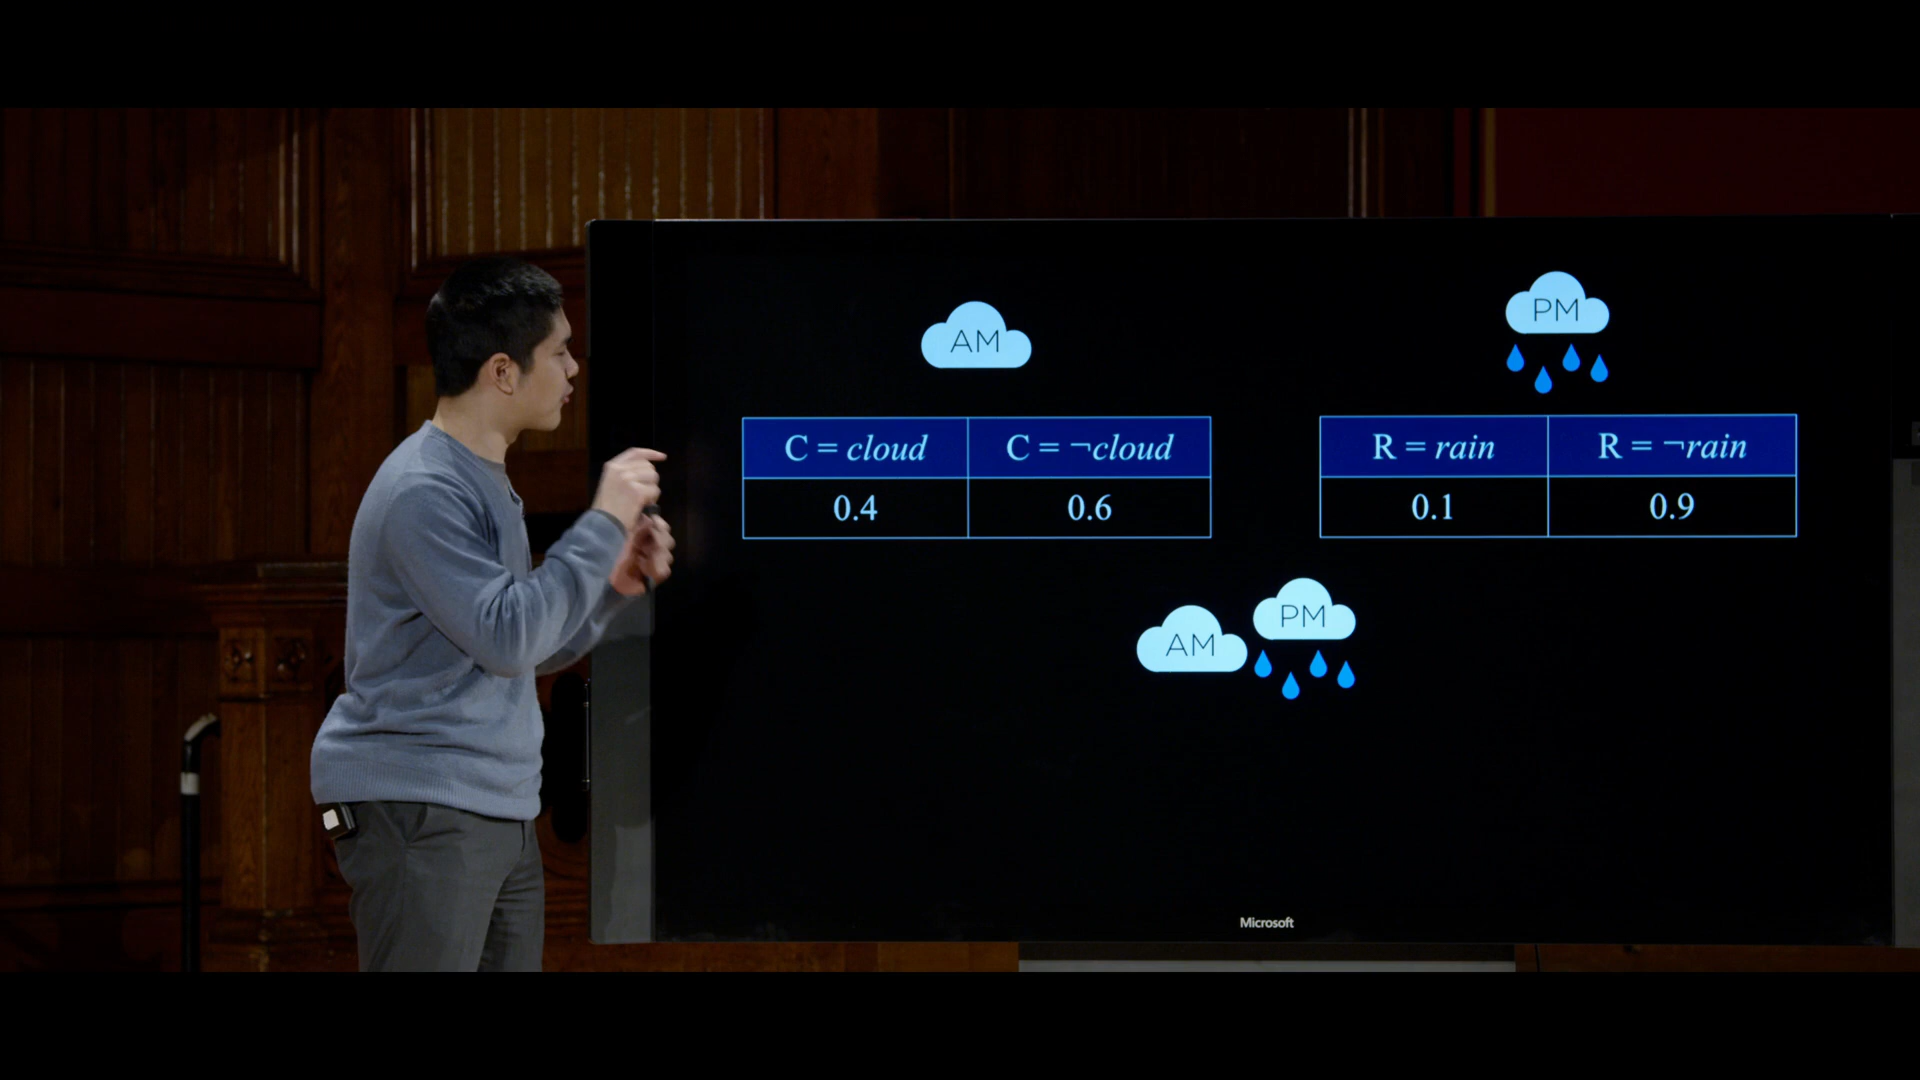 AM
PM
C = cloud C = ¬cloud
0.4 0.6
R = rain R = ¬rain
0.1 0.9
AM PM
Microsoft